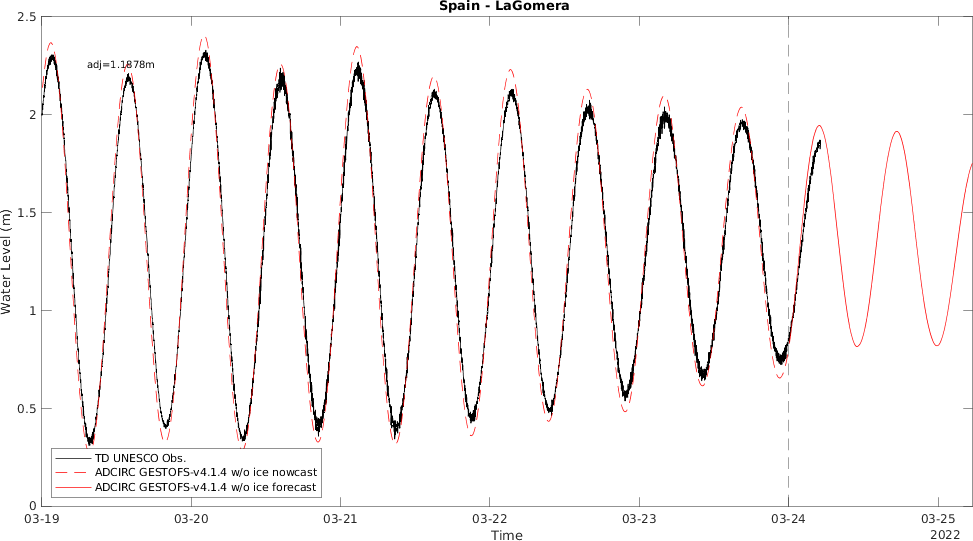 Spain - LaGomera
adj=1.1878m
2.5
2
1.5
1
0.5
0
Water Level (m)
TD UNESCO Obs.
ADCIRC GESTOFS-v4.1.4 w/o ice nowcast
ADCIRC GESTOFS-v4.1.4 w/o ice forecast
03-19 03-20 03-21 03-22 03-23 03-24 03-25
Time
2022